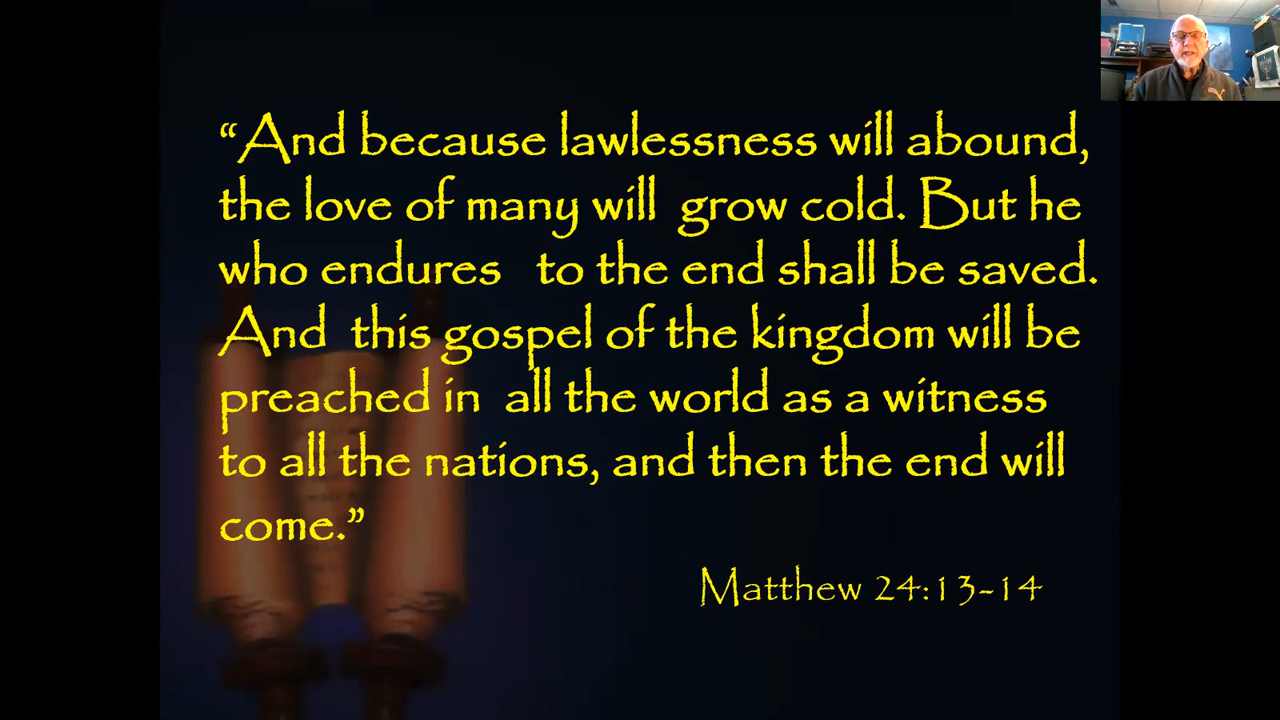 “And because lawlessness will abound,
the love of many will grow cold. But he
who endures to the end shall be saved.
And this gospel of the kingdom will be
preached in all the world as a witness
to all the nations, and then the end will
come.”
Matthew 24:13-14